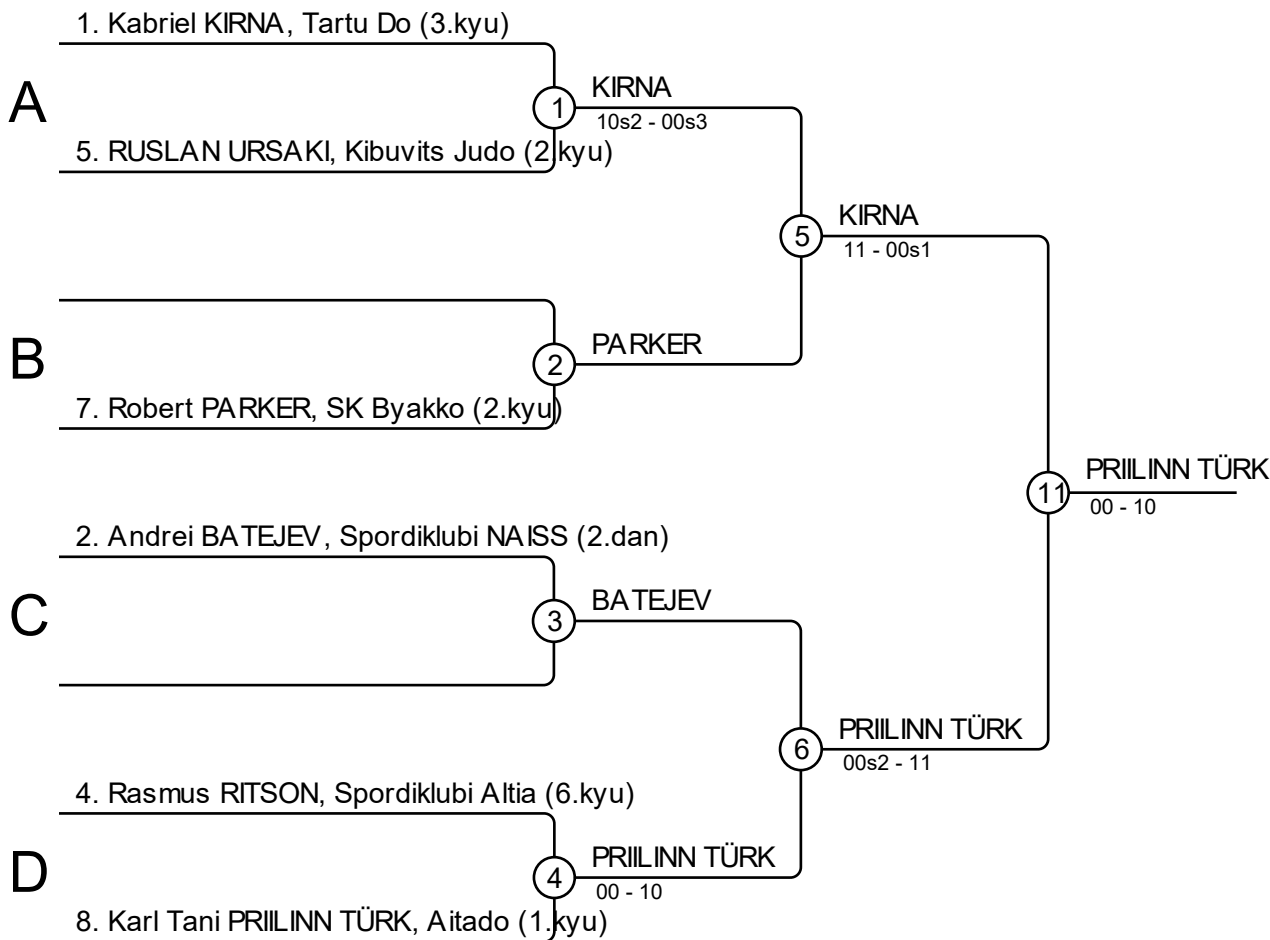 1. Kabriel KIRNA, Tartu Do (3.kyu)
A
1
KIRNA
10s2 - 00s3
5. RUSLAN URSAKI, Kibuvits Judo (2.kyu)
5
KIRNA
11 - 00s1
B
2
PARKER
7. Robert PARKER, SK Byakko (2.kyu)
11
PRIILINN TÜRK
00 - 10
2. Andrei BATEJEV, Spordiklubi NAISS (2.dan)
C
3
BATEJEV
6
PRIILINN TÜRK
00s2 - 11
4. Rasmus RITSON, Spordiklubi Altia (6.kyu)
D
4
PRIILINN TÜRK
00 - 10
8. Karl Tani PRIILINN TÜRK, Aitado (1.kyu)